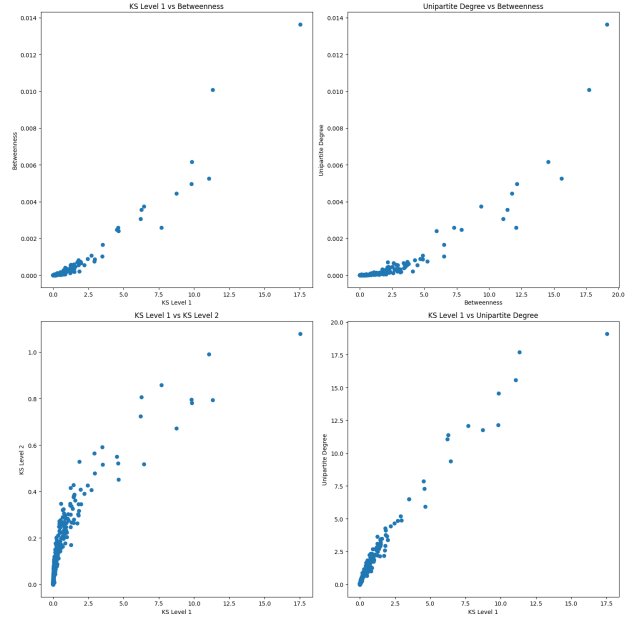 KS Level 1 vs Betweenness
0.014
0.012
0.010
0.008
0.006
0.004
0.002
0.000
Betweenness
0.0 2.5 5.0 7.5 10.0 12.5 15.0 17.5
KS Level 1
Unipartite Degree vs Betweenness
0.014
0.012
0.010
0.008
0.006
0.004
0.002
0.000
Unipartite Degree
0.0 2.5 5.0 7.5 10.0 12.5 15.0 17.5 20.0
Betweenness
KS Level 1 vs KS Level 2
1.0
0.8
0.6
0.4
0.2
0.0
KS Level 2
0.0 2.5 5.0 7.5 10.0 12.5 15.0 17.5
KS Level 1
KS Level 1 vs Unipartite Degree
20.0
17.5
15.0
12.5
10.0
7.5
5.0
2.5
0.0
Unipartite Degree
0.0 2.5 5.0 7.5 10.0 12.5 15.0 17.5
KS Level 1